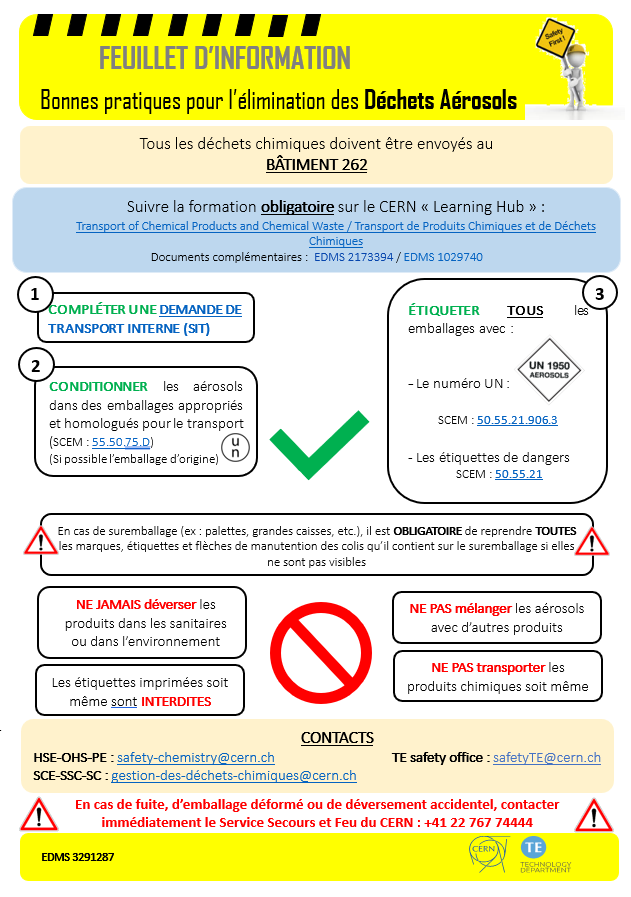 FEUILLET D'INFORMATION
Safety First !
Bonnes pratiques pour l'élimination des Déchets Aérosols
Tous les déchets chimiques doivent être envoyés au
BÂTIMENT 262
Suivre la formation obligatoire sur le CERN « Learning Hub » :
Transport of Chemical Products and Chemical Waste / Transport de Produits Chimiques et de Déchets
Chimiques
Documents complémentaires : EDMS 2173394 / EDMS 1029740
1
COMPLÉTER UNE DEMANDE DE
TRANSPORT INTERNE (SIT)
2
CONDITIONNER les aérosols
dans des emballages appropriés
et homologués pour le transport
(SCEM : 55.50.75.D)
(Si possible l'emballage d'origine)
un
3
ÉTIQUETER TOUS les
emballages avec :
- Le numéro UN :
UN 1950
AEROSOLS
SCEM : 50.55.21.906.3
- Les étiquettes de dangers
SCEM : 50.55.21
En cas de suremballage (ex : palettes, grandes caisses, etc.), il est OBLIGATOIRE de reprendre TOUTES
les marques, étiquettes et flèches de manutention des colis qu'il contient sur le suremballage si elles
ne sont pas visibles
NE JAMAIS déverser les
produits dans les sanitaires
ou dans l'environnement
Les étiquettes imprimées soit
même sont INTERDITES
NE PAS mélanger les aérosols
avec d'autres produits
NE PAS transporter les
produits chimiques soit même
CONTACTS
HSE-OHS-PE : safety-chemistry@cern.ch
TE safety office : safetyTE@cern.ch
SCE-SSC-SC : gestion-des-déchets-chimiques@cern.ch
En cas de fuite, d'emballage déformé ou de déversement accidentel, contacter
immédiatement le Service Secours et Feu du CERN : +41 22 767 74444
EDMS 3291287
CERN
TE
TECHNOLOGY
DEPARTMENT